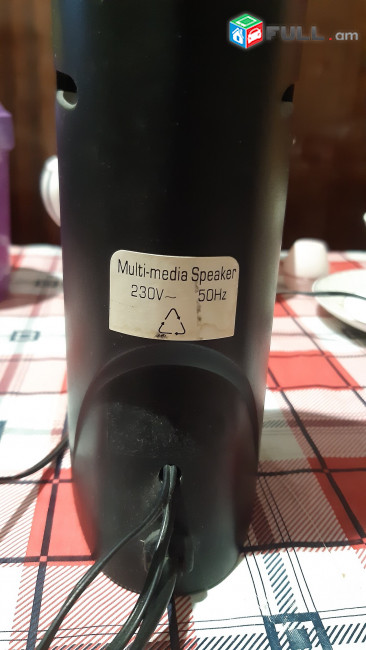 FULL.am
Multi-media Speaker
230V~ 50Hz